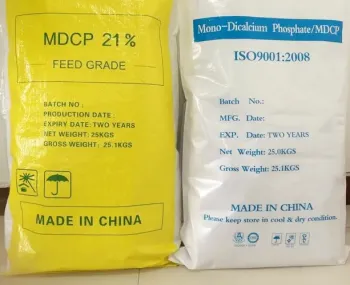 MDCP 21%
FEED GRADE
BATCH NO :
PRODUCTION DATE :
EXPIRY DATE: TWO YEARS
NET WEIGHT: 25KGS
GROSS WEIGHT: 25.1KGS
MADE IN CHINA
Mono-Dicalcium Phosphate/MDCP
ISO9001:2008
Batch No.:
MFG. Date:
EXP. Date: TWO YEARS
Net Weight: 25.0KGS
Gross Weight: 25.1KGS
MADE IN CHINA
Please keep store in cool & dry condition.